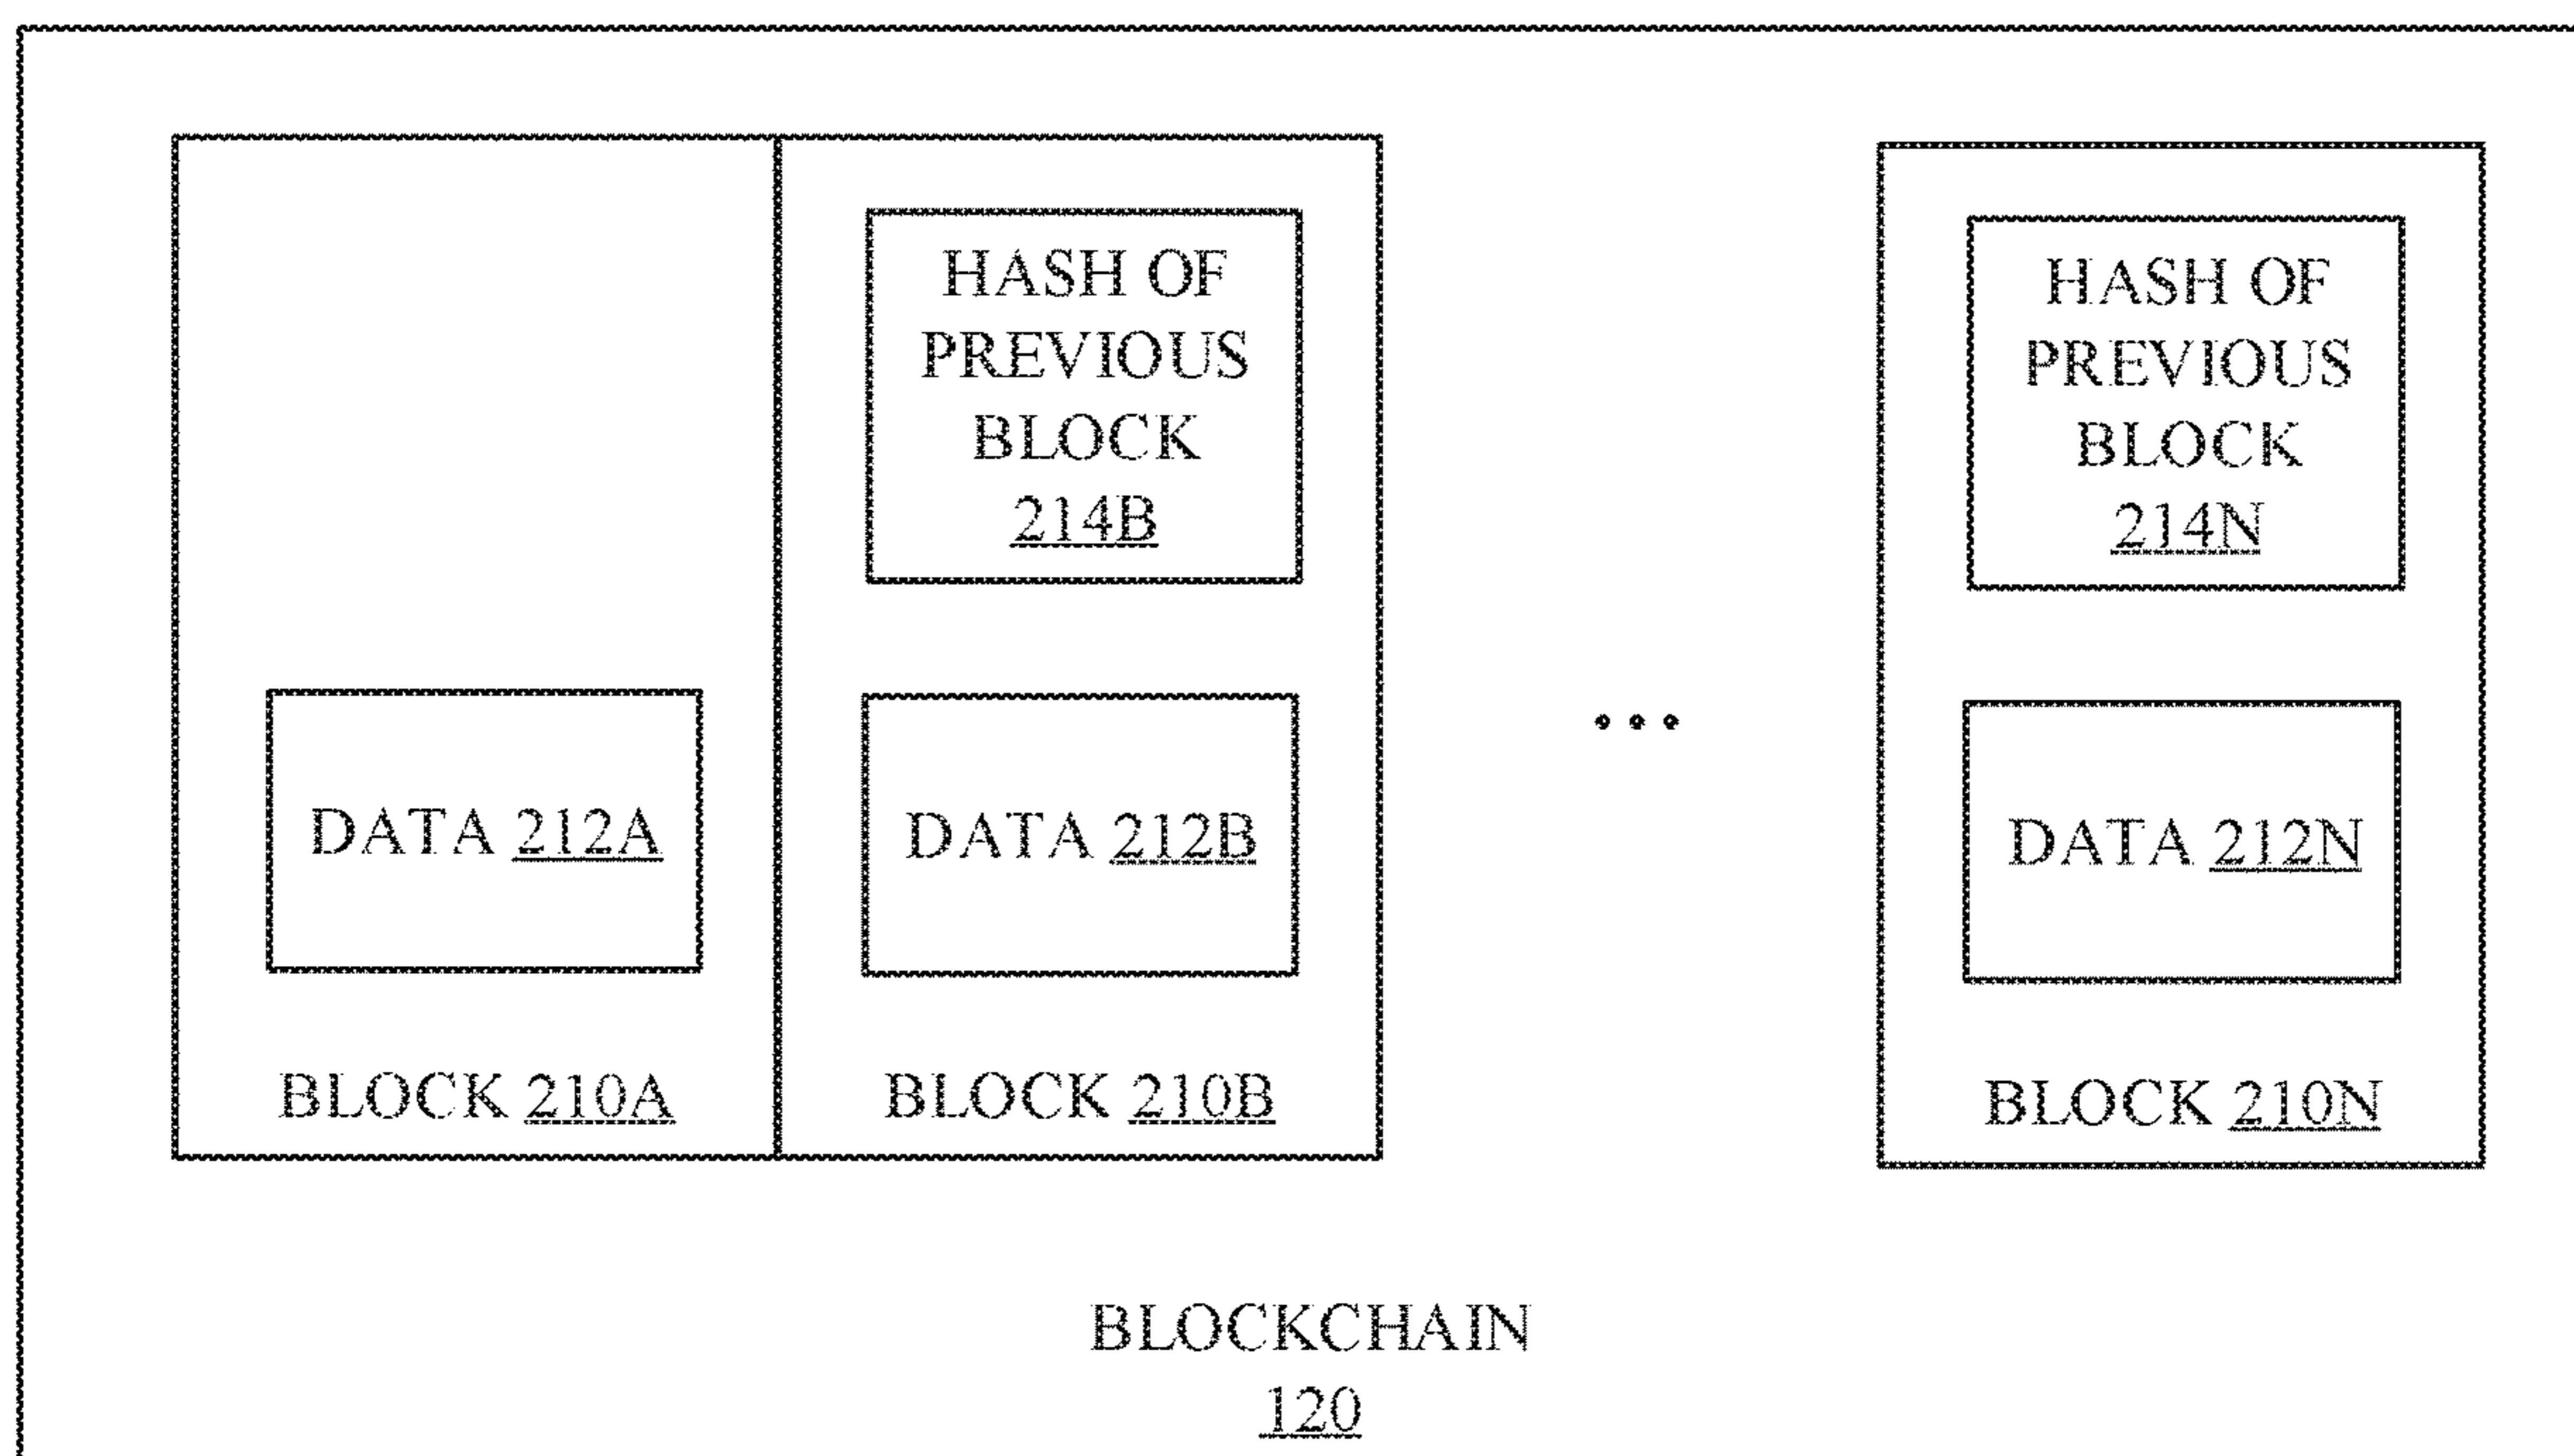 DATA 212A
BLOCK 210A
HASH OF
PREVIOUS
BLOCK
214B
DATA 212B
BLOCK 210B
...
HASH OF
PREVIOUS
BLOCK
214N
DATA 212N
BLOCK 210N
BLOCKCHAIN
120